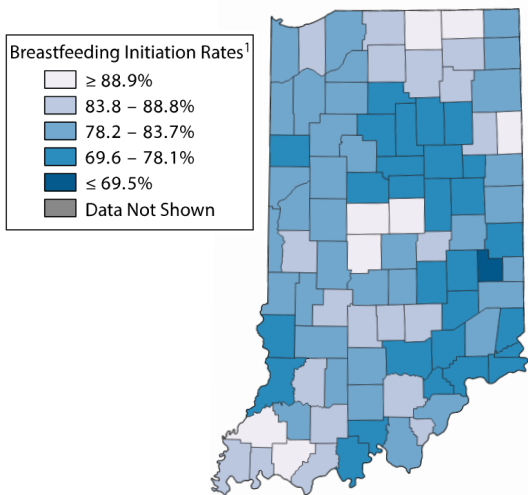 Breastfeeding Initiation Rates¹
≥ 88.9%
83.8 – 88.8%
78.2 – 83.7%
69.6 – 78.1%
≤ 69.5%
Data Not Shown